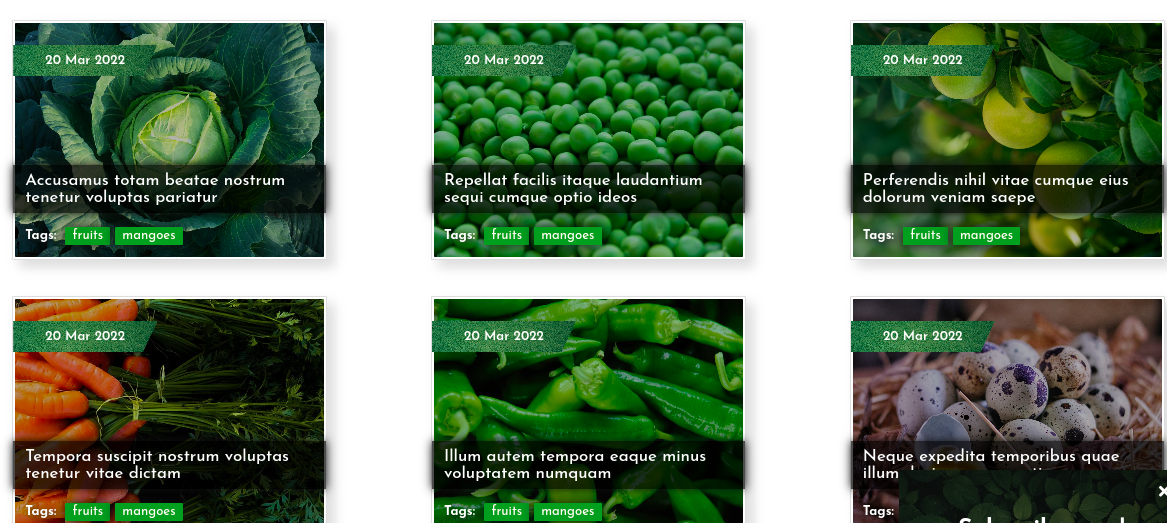 20 Mar 2022
Accusamus totam beatae nostrum
tenetur voluptas pariatur
Tags: fruits mangoes
20 Mar 2022
Repellat facilis itaque laudantium
sequi cumque optio ideos
Tags: fruits mangoes
20 Mar 2022
Perferendis nihil vitae cumque eius
dolorum veniam saepe
Tags: fruits mangoes
20 Mar 2022
Tempora suscipit nostrum voluptas
tenetur vitae dictam
Tags: fruits mangoes
20 Mar 2022
Illum autem tempora eaque minus
voluptatem numquam
Tags: fruits mangoes
20 Mar 2022
Neque expedita temporibus quae
illum
Tags: